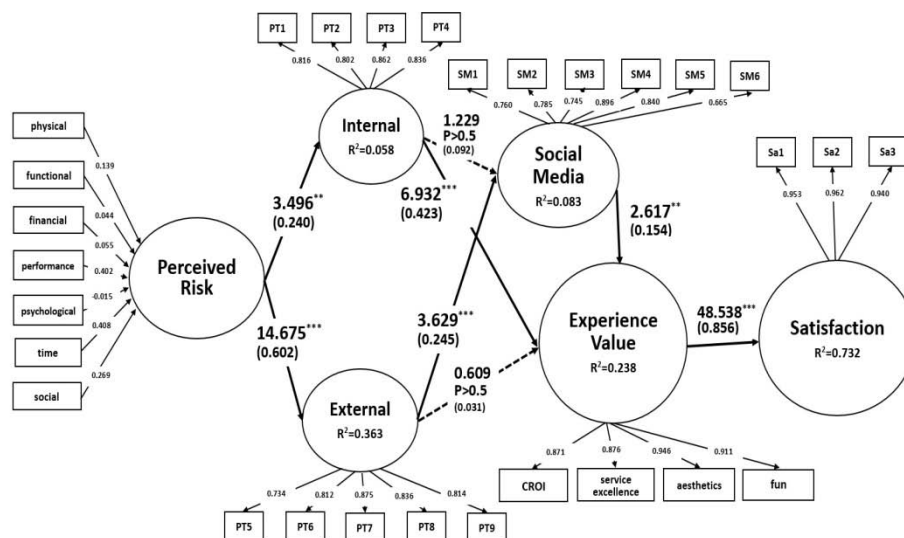 PT1 PT2 PT3 PT4
0.816 0.802 0.862 0.836
SM1 SM2 SM3 SM4 SM5 SM6
0.760 0.785 0.745 0.896 0.840 0.665
Internal
R²=0.058
1.229
P>0.5
(0.092)
Social
Media
R²=0.083
Sa1 Sa2 Sa3
0.953 0.962 0.940
physical
0.139
functional
0.044
financial
0.055
performance
0.402
psychological
-0.015
time
0.408
social
0.269
Perceived
Risk
3.496**
(0.240)
6.932***
(0.423)
2.617**
(0.154)
14.675***
(0.602)
3.629***
(0.245)
0.609
P>0.5
(0.031)
Experience
Value
R²=0.238
48.538***
(0.856)
Satisfaction
R²=0.732
External
R²=0.363
0.871 0.876 0.946 0.911
CROI
service
excellence
aesthetics
fun
0.734 0.812 0.875 0.836 0.814
PT5 PT6 PT7 PT8 PT9